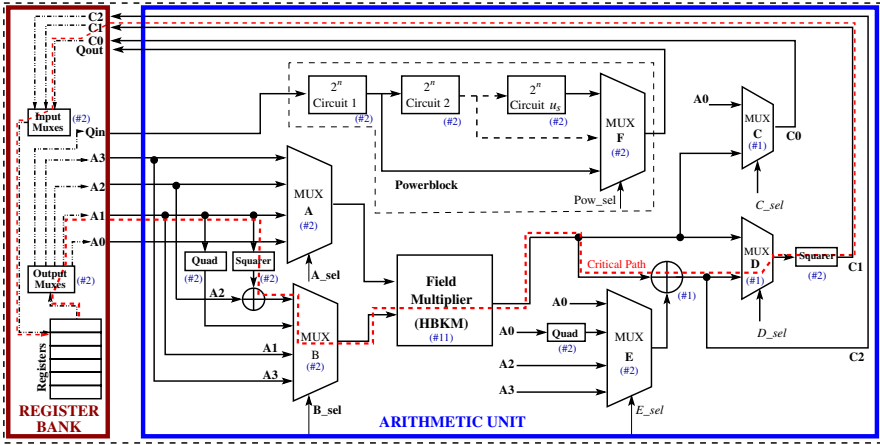 C2
C1
C0
Qout
Input
Muxes
(#2)
Qin
A3
A2
A1
A0
Output
Muxes
(#2)
Registers
REGISTER
BANK
2^n
Circuit 1
(#2)
2^n
Circuit 2
(#2)
2^n
Circuit u_s
(#2)
MUX
F
(#2)
Powerblock
Pow_sel
MUX
A
(#2)
A_sel
Quad
(#2)
Squarer
(#2)
A2
A1
A3
MUX
B
(#2)
B_sel
Field
Multiplier
(HBKM)
(#11)
Critical Path
(#1)
A0
A0
Quad
(#2)
A2
A3
MUX
E
(#2)
E_sel
A0
MUX
C
(#1)
C0
C_sel
MUX
D
(#1)
D_sel
Squarer
(#2)
C1
C2
ARITHMETIC UNIT